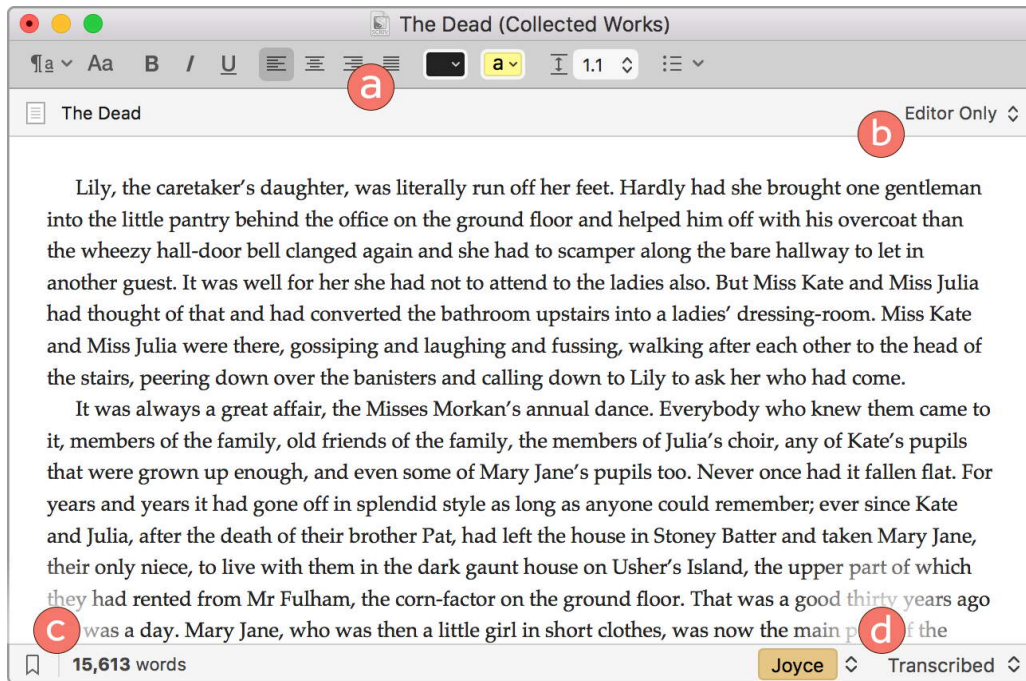 The Dead (Collected Works)
¶a Aa B I U a 1.1
a
The Dead
Editor Only
b
Lily, the caretaker’s daughter, was literally run off her feet. Hardly had she brought one gentleman
into the little pantry behind the office on the ground floor and helped him off with his overcoat than
the wheezy hall-door bell clanged again and she had to scamper along the bare hallway to let in
another guest. It was well for her she had not to attend to the ladies also. But Miss Kate and Miss Julia
had thought of that and had converted the bathroom upstairs into a ladies’ dressing-room. Miss Kate
and Miss Julia were there, gossiping and laughing and fussing, walking after each other to the head of
the stairs, peering down over the banisters and calling down to Lily to ask her who had come.
It was always a great affair, the Misses Morkan’s annual dance. Everybody who knew them came to
it, members of the family, old friends of the family, the members of Julia’s choir, any of Kate’s pupils
that were grown up enough, and even some of Mary Jane’s pupils too. Never once had it fallen flat. For
years and years it had gone off in splendid style as long as anyone could remember; ever since Kate
and Julia, after the death of their brother Pat, had left the house in Stoney Batter and taken Mary Jane,
their only niece, to live with them in the dark gaunt house on Usher’s Island, the upper part of which
they had rented from Mr Fulham, the corn-factor on the ground floor. That was a good thirty years ago
was a day. Mary Jane, who was then a little girl in short clothes, was now the main of the
c
d
15,613 words
Joyce
Transcribed